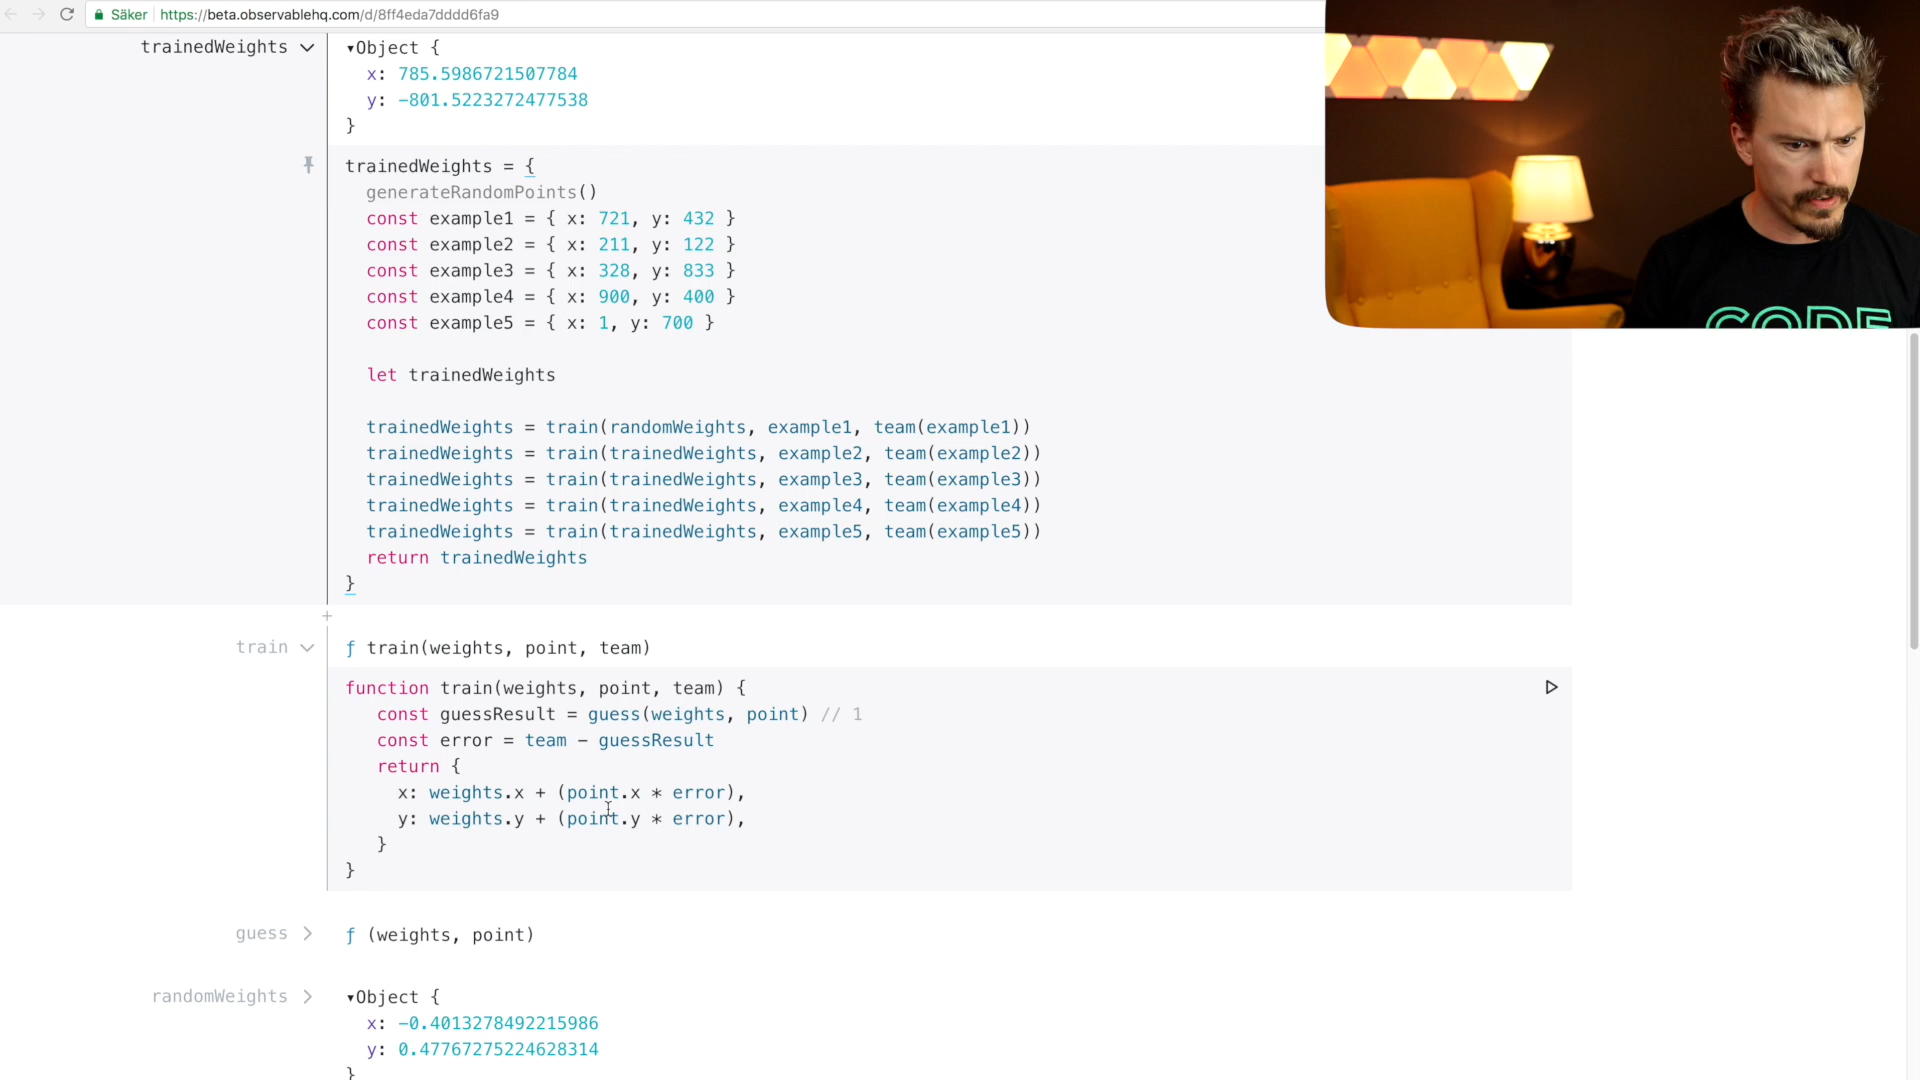 Säker https://beta.observablehq.com/d/8ff4eda7dddd6fa9
trainedWeights
▾Object {
x: 785.5986721507784
y: -801.5223272477538
}
trainedWeights = {
generateRandomPoints()
const example1 = { x: 721, y: 432 }
const example2 = { x: 211, y: 122 }
const example3 = { x: 328, y: 833 }
const example4 = { x: 900, y: 400 }
const example5 = { x: 1, y: 700 }
let trainedWeights
trainedWeights = train(randomWeights, example1, team(example1))
trainedWeights = train(trainedWeights, example2, team(example2))
trainedWeights = train(trainedWeights, example3, team(example3))
trainedWeights = train(trainedWeights, example4, team(example4))
trainedWeights = train(trainedWeights, example5, team(example5))
return trainedWeights
}
train
ƒ train(weights, point, team)
function train(weights, point, team) {
const guessResult = guess(weights, point) // 1
const error = team - guessResult
return {
x: weights.x + (point.x * error),
y: weights.y + (point.y * error),
}
}
guess
ƒ (weights, point)
randomWeights
▾Object {
x: -0.4013278492215986
y: 0.47767275224628314
}
CODE